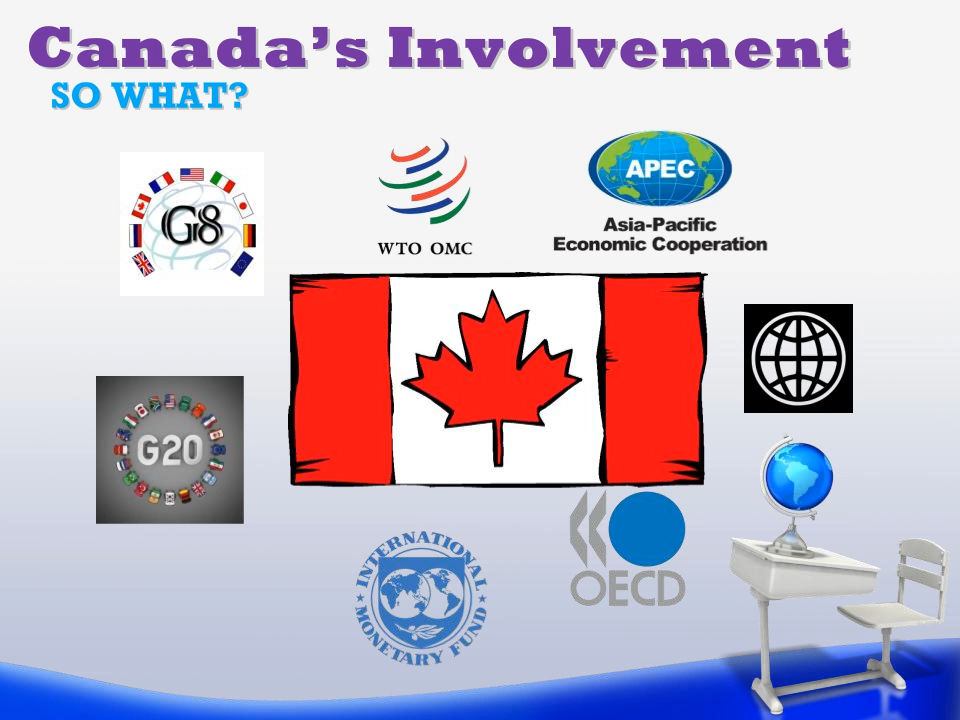 Canada's Involvement
SO WHAT?
G8
WTO OMC
APEC
Asia-Pacific
Economic Cooperation
G20
INTERNATIONAL
MONETARY FUND
OECD